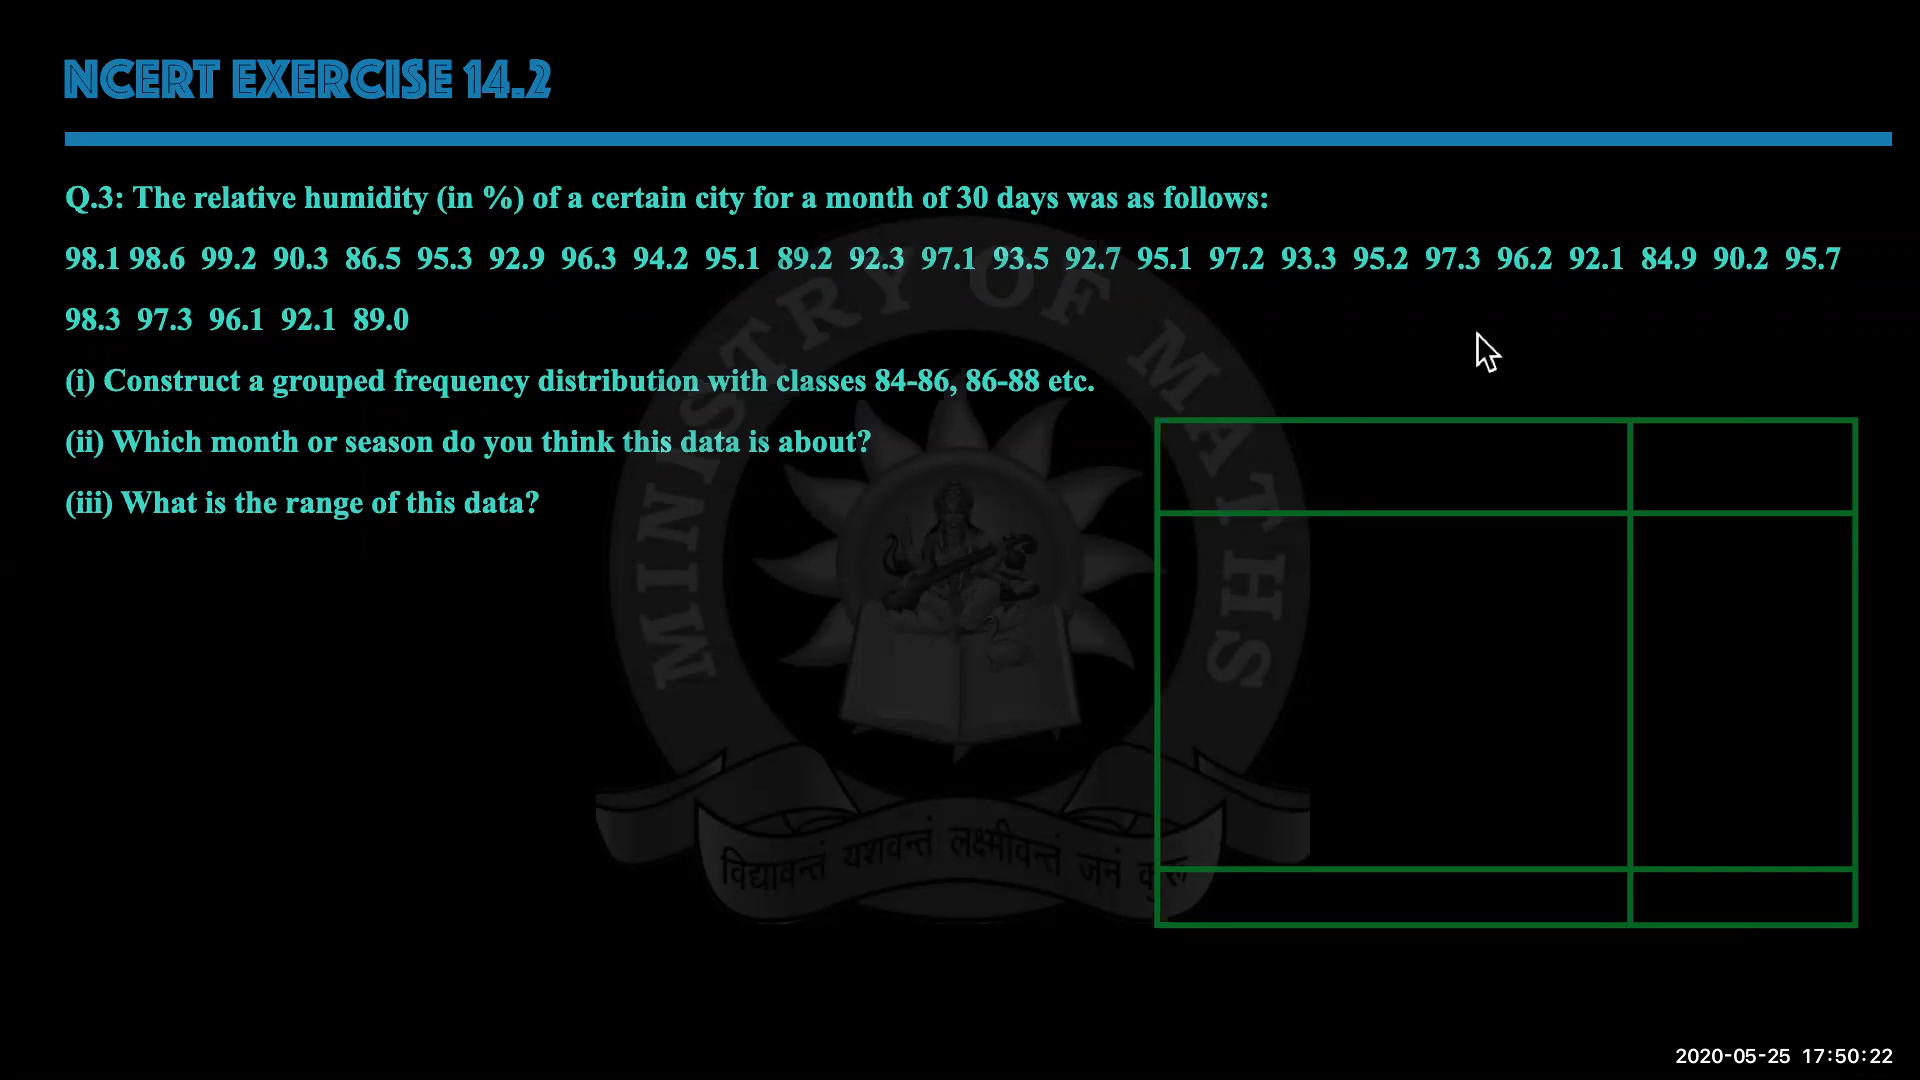 NCERT EXERCISE 14.2
Q.3: The relative humidity (in %) of a certain city for a month of 30 days was as follows:
98.1 98.6 99.2 90.3 86.5 95.3 92.9 96.3 94.2 95.1 89.2 92.3 97.1 93.5 92.7 95.1 97.2 93.3 95.2 97.3 96.2 92.1 84.9 90.2 95.7
98.3 97.3 96.1 92.1 89.0
(i) Construct a grouped frequency distribution with classes 84-86, 86-88 etc.
(ii) Which month or season do you think this data is about?
(iii) What is the range of this data?
MINISTRY OF MATHS
विद्यावन्तं यशवन्तं लक्ष्मीवन्तं जनं कुरू
2020-05-25 17:50:22